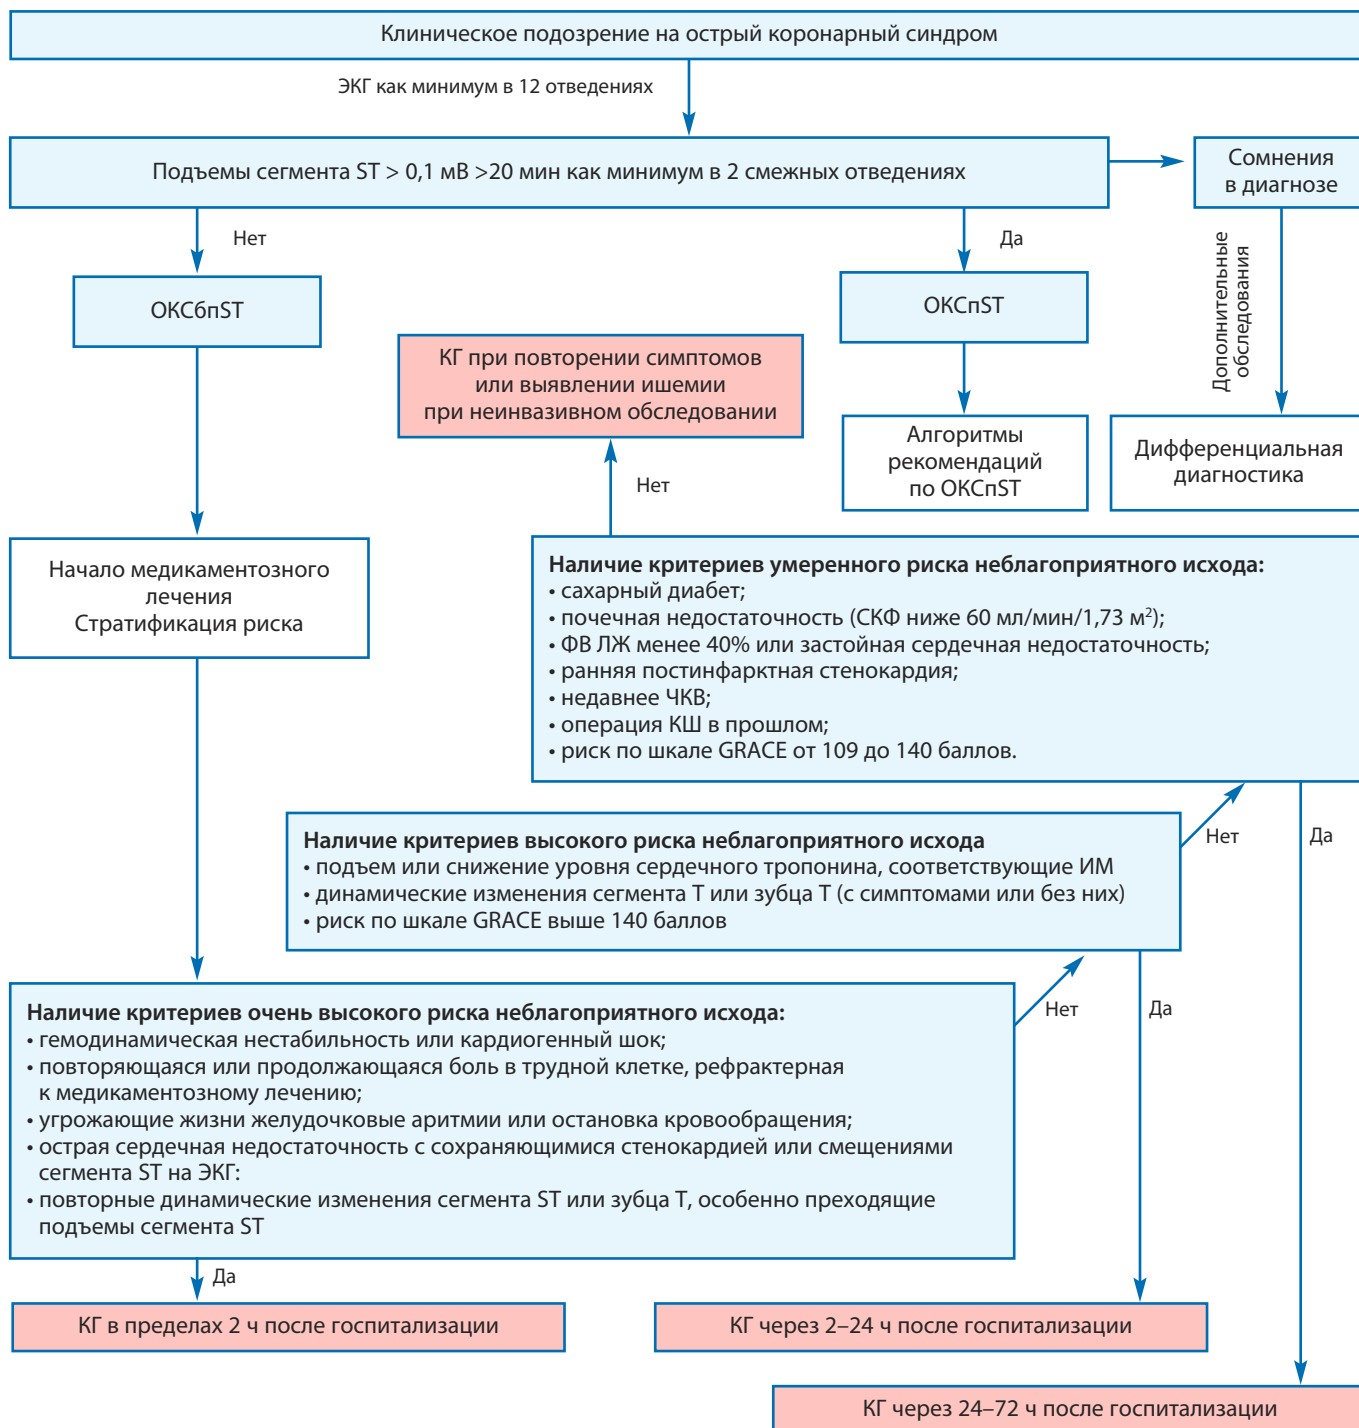 Клиническое подозрение на острый коронарный синдром
ЭКГ как минимум в 12 отведениях
Подъемы сегмента ST > 0,1 мВ >20 мин как минимум в 2 смежных отведениях
Сомнения
в диагнозе
Нет
Да
Дополнительные
обследования
ОКСбпST
ОКСпST
КГ при повторении симптомов
или выявлении ишемии
при неинвазивном обследовании
Алгоритмы
рекомендаций
по ОКСпST
Дифференциальная
диагностика
Нет
Начало медикаментозного
лечения
Стратификация риска
Наличие критериев умеренного риска неблагоприятного исхода:
• сахарный диабет;
• почечная недостаточность (СКФ ниже 60 мл/мин/1,73 м²);
• ФВ ЛЖ менее 40% или застойная сердечная недостаточность;
• ранняя постинфарктная стенокардия;
• недавнее ЧКВ;
• операция КШ в прошлом;
• риск по шкале GRACE от 109 до 140 баллов.
Нет
Да
Наличие критериев высокого риска неблагоприятного исхода
• подъем или снижение уровня сердечного тропонина, соответствующие ИМ
• динамические изменения сегмента Т или зубца Т (с симптомами или без них)
• риск по шкале GRACE выше 140 баллов
Нет
Да
Наличие критериев очень высокого риска неблагоприятного исхода:
• гемодинамическая нестабильность или кардиогенный шок;
• повторяющаяся или продолжающаяся боль в трудной клетке, рефрактерная
к медикаментозному лечению;
• угрожающие жизни желудочковые аритмии или остановка кровообращения;
• острая сердечная недостаточность с сохраняющимися стенокардией или смещениями
сегмента ST на ЭКГ:
• повторные динамические изменения сегмента ST или зубца Т, особенно преходящие
подъемы сегмента ST
Да
КГ в пределах 2 ч после госпитализации
КГ через 2–24 ч после госпитализации
КГ через 24–72 ч после госпитализации